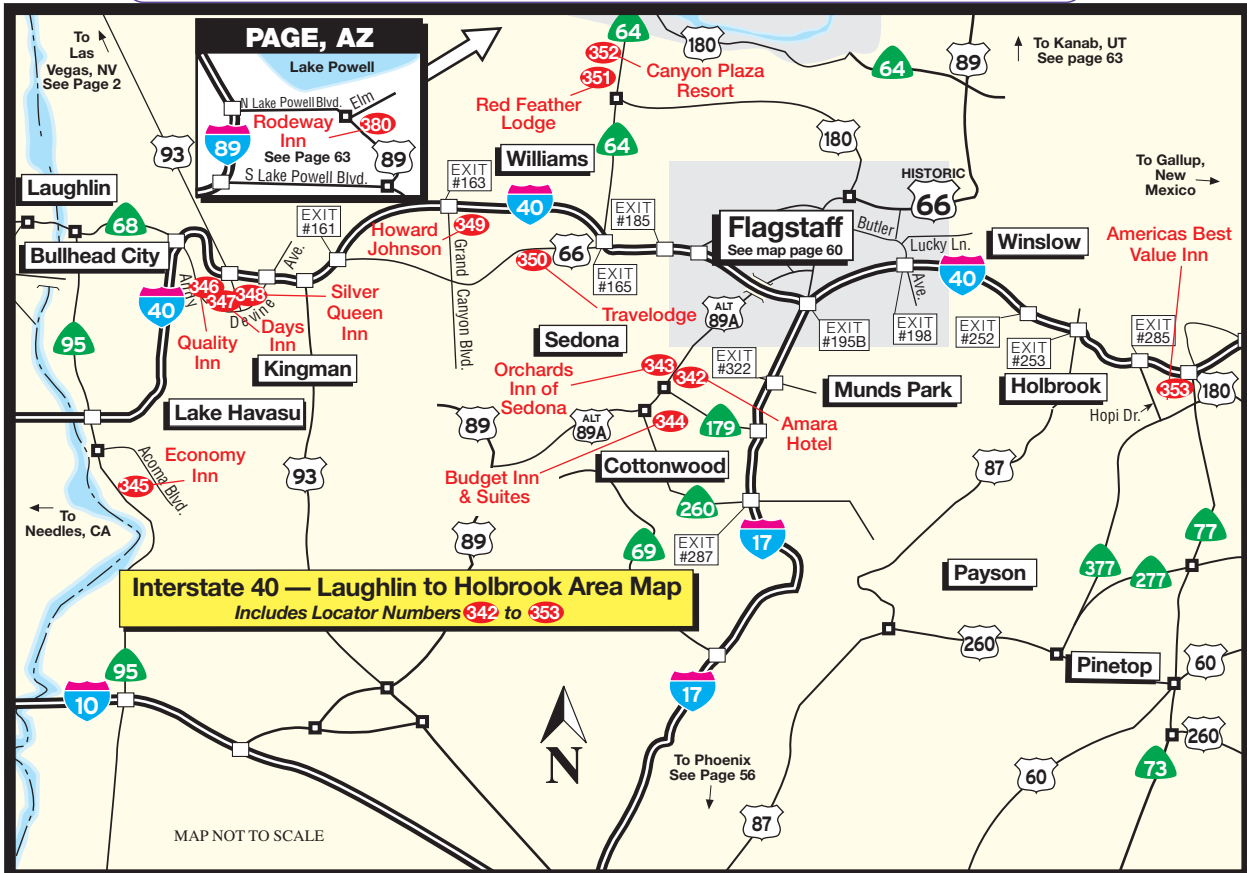 PAGE, AZ
Lake Powell
N Lake Powell Blvd.
Elm
Rodeway
Inn
380
See Page 63
89
89
S Lake Powell Blvd.
To
Las
Vegas, NV
See Page 2
93
64
180
352
Canyon Plaza
Resort
351
Red Feather
Lodge
64
64
89
To Kanab, UT
See page 63
180
To Gallup,
New
Mexico
Laughlin
68
Bullhead City
EXIT
#161
Ave.
EXIT
#163
Williams
40
Howard
Johnson
349
Grand Canyon Blvd.
EXIT
#185
350
66
EXIT
#165
Travelodge
Flagstaff
See map page 60
HISTORIC
66
Butler
Ave.
Lucky Ln.
Winslow
40
Americas Best
Value Inn
Andy
346
347
348
Devine
40
Quality
Inn
Days
Inn
Silver
Queen Inn
95
Kingman
Sedona
ALT
89A
EXIT
#195B
EXIT
#198
EXIT
#252
EXIT
#253
EXIT
#285
353
180
Hopi Dr.
Holbrook
Munds Park
EXIT
#322
Orchards
Inn of
Sedona
343
342
Amara
Hotel
179
344
89
ALT
89A
Lake Havasu
Acoma Blvd.
Economy
Inn
345
To
Needles, CA
93
Budget Inn
& Suites
Cottonwood
260
EXIT
#287
17
69
89
87
377
277
77
Payson
Interstate 40 — Laughlin to Holbrook Area Map
Includes Locator Numbers 342 to 353
260
Pinetop
60
260
73
60
87
95
10
17
N
To Phoenix
See Page 56
MAP NOT TO SCALE